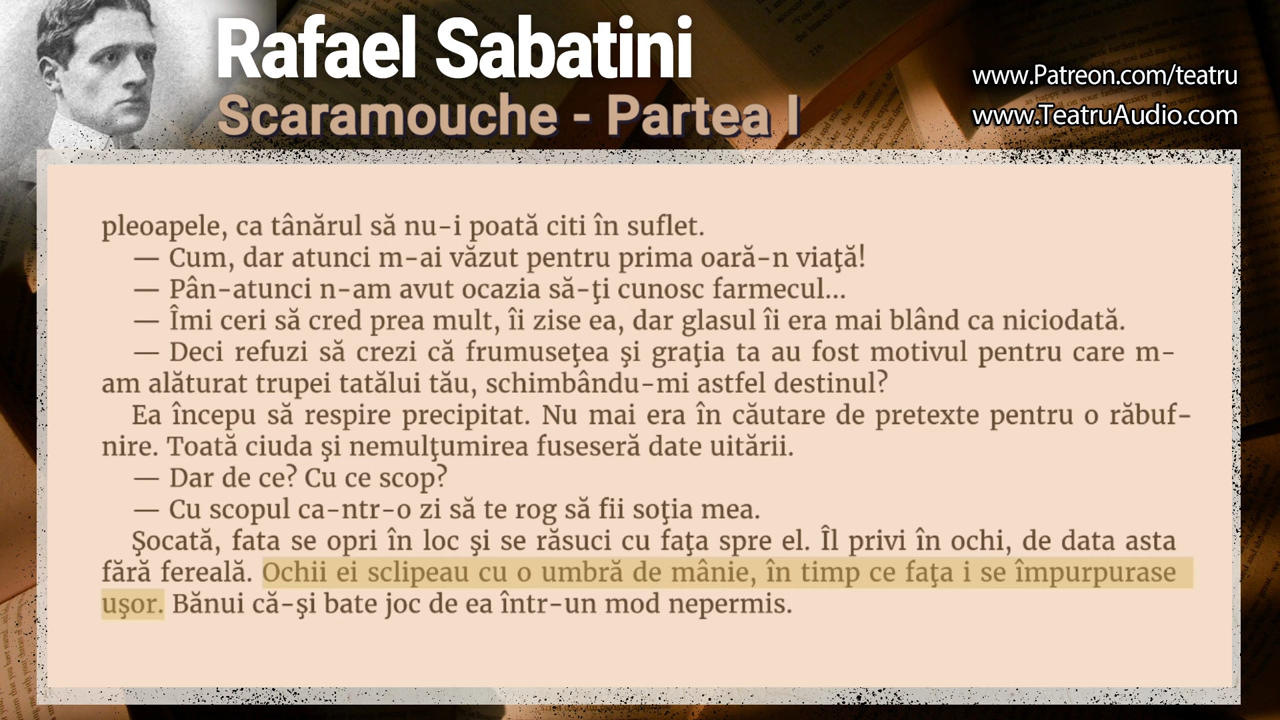 Rafael Sabatini
Scaramouche - Partea I
www.Patreon.com/teatru
www.TeatruAudio.com
pleoapele, ca tânărul să nu-i poată citi în suflet.
— Cum, dar atunci m-ai văzut pentru prima oară-n viaţă!
— Pân-atunci n-am avut ocazia să-ţi cunosc farmecul...
— Îmi ceri să cred prea mult, îi zise ea, dar glasul îi era mai blând ca niciodată.
— Deci refuzi să crezi că frumuseţea şi graţia ta au fost motivul pentru care m-
am alăturat trupei tatălui tău, schimbându-mi astfel destinul?
Ea începu să respire precipitat. Nu mai era în căutare de pretexte pentru o răbuf-
nire. Toată ciuda şi nemulţumirea fuseseră date uitării.
— Dar de ce? Cu ce scop?
— Cu scopul ca-ntr-o zi să te rog să fii soţia mea.
Şocată, fata se opri în loc şi se răsuci cu faţa spre el. Îl privi în ochi, de data asta
fără fereală. Ochii ei sclipeau cu o umbră de mânie, în timp ce faţa i se împurpurase
uşor. Bănui că-şi bate joc de ea într-un mod nepermis.